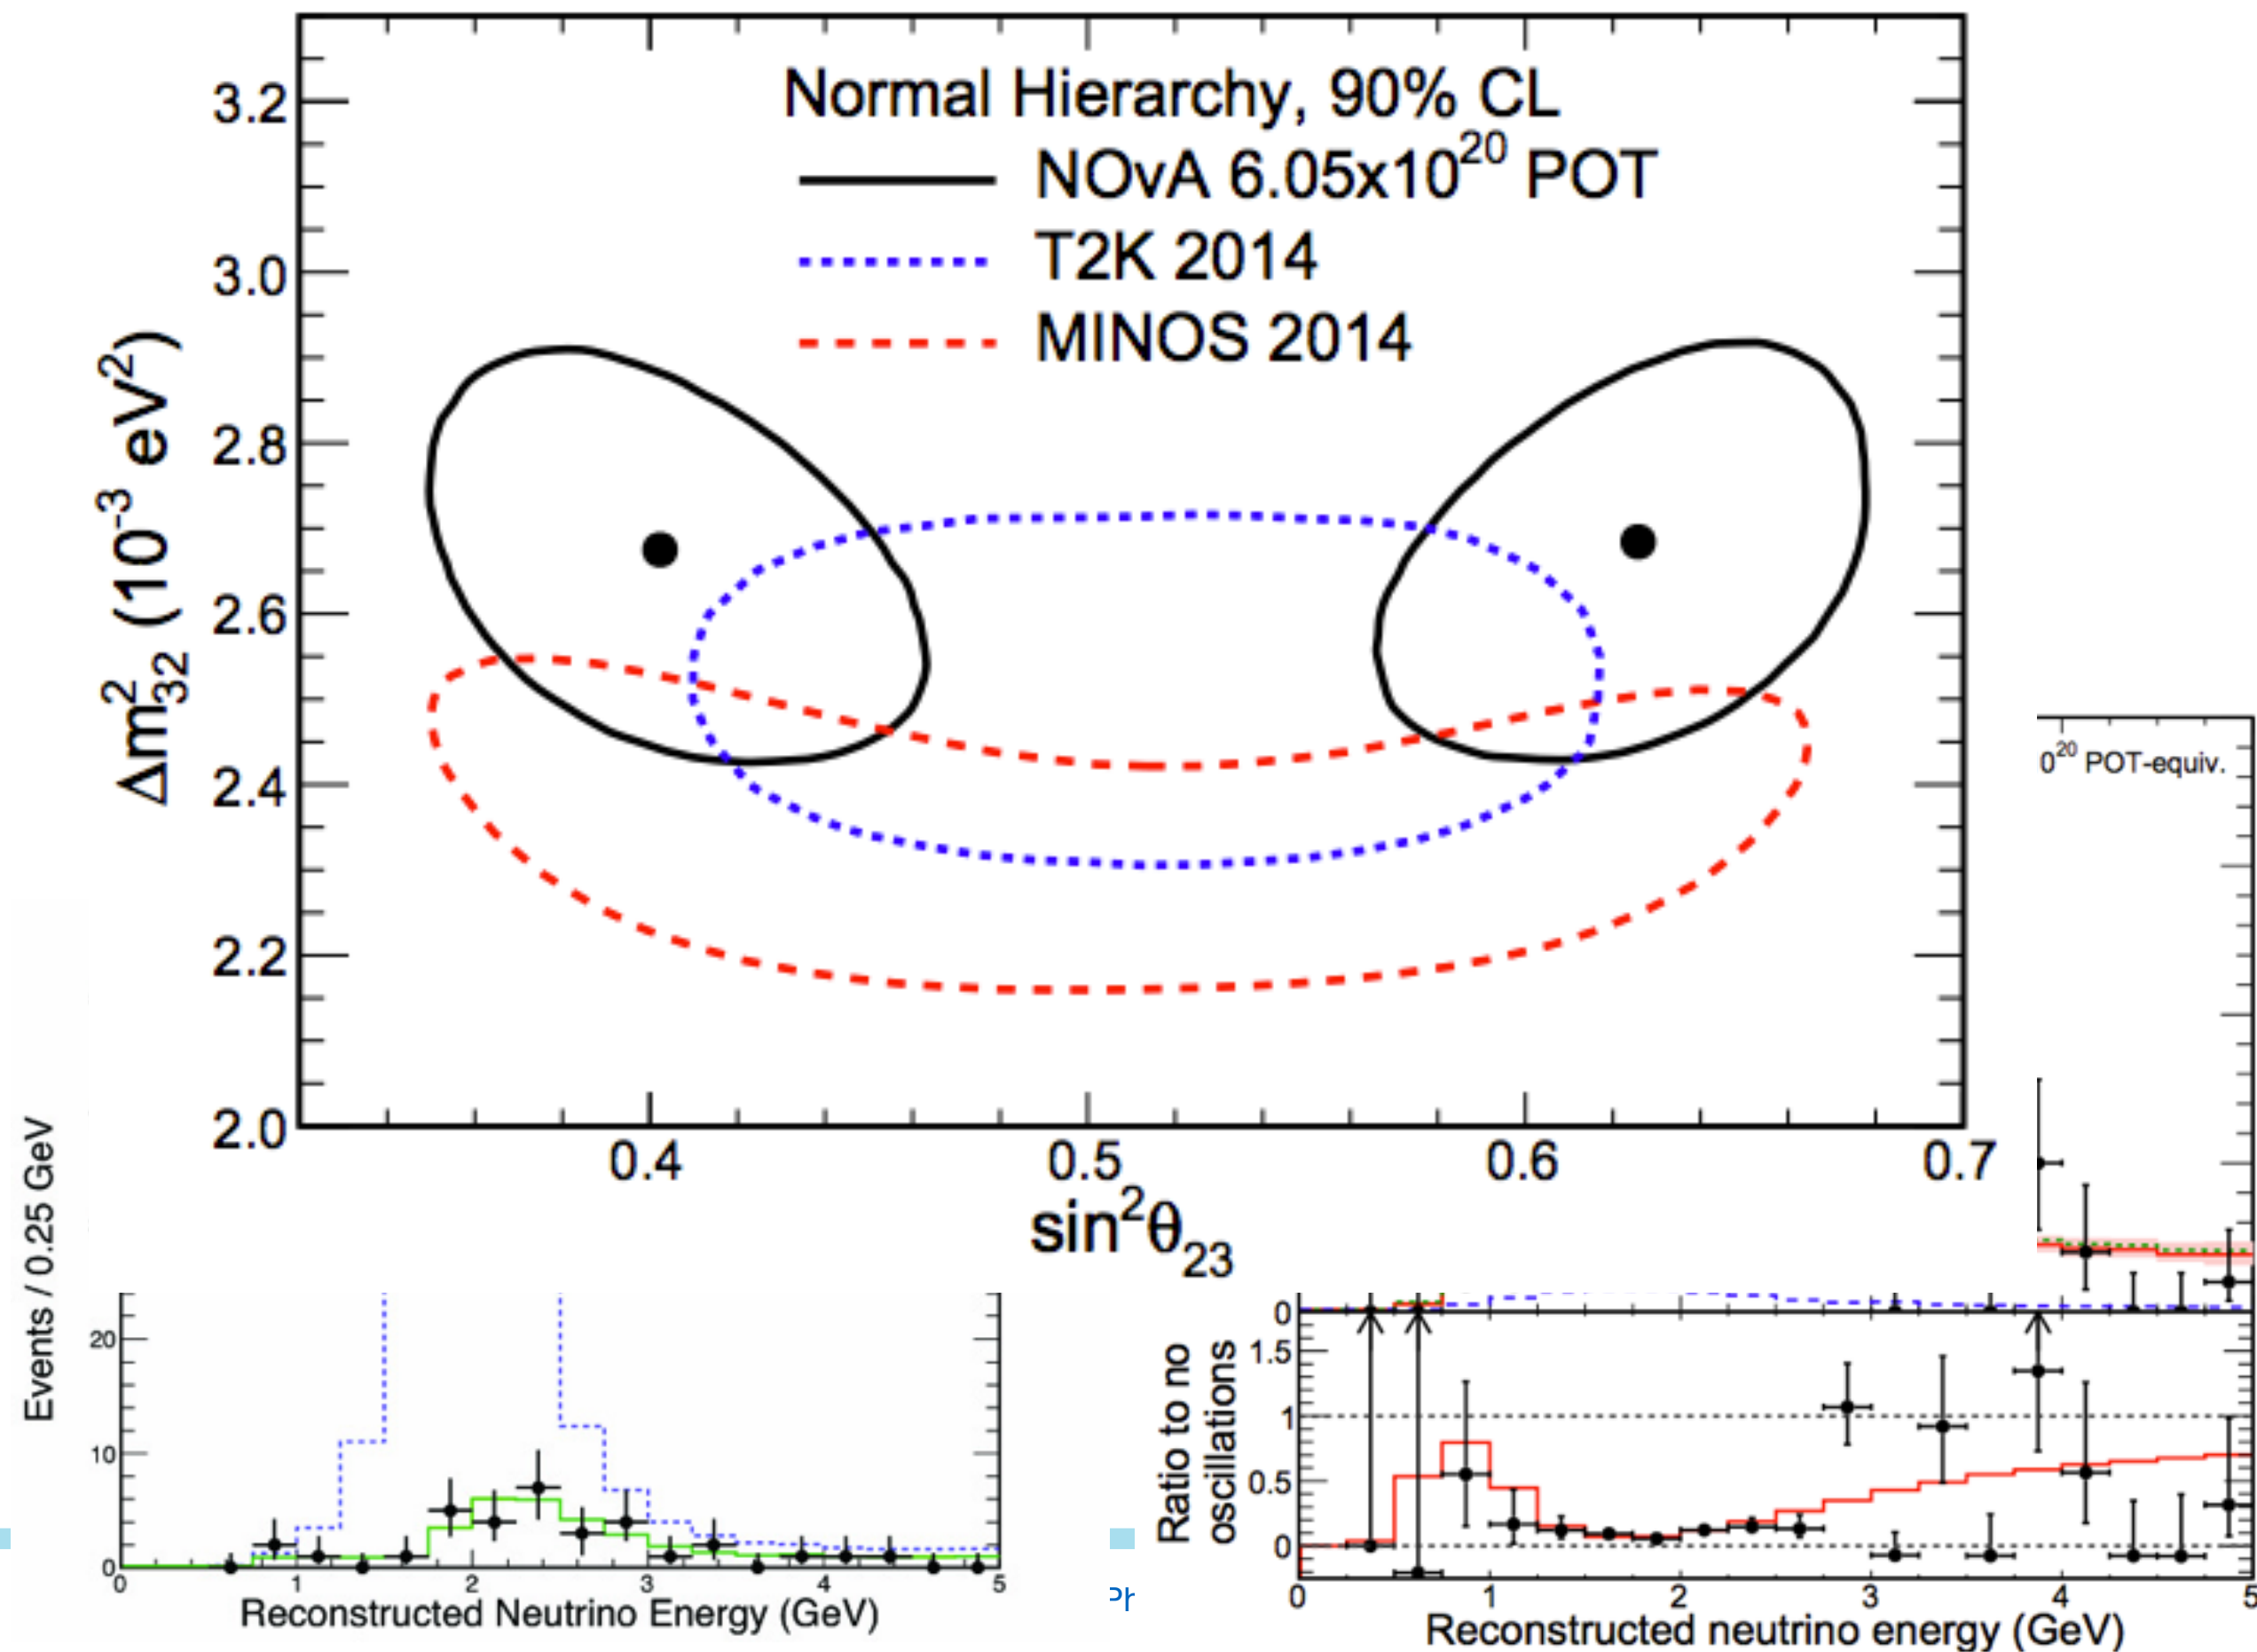 Normal Hierarchy, 90% CL
NOvA 6.05x10^20 POT
T2K 2014
MINOS 2014
Δm²₃₂ (10⁻³ eV²)
3.2
3.0
2.8
2.6
2.4
2.2
2.0
0.4 0.5 0.6 0.7
sin²θ₂₃
0²⁰ POT-equiv.
Events / 0.25 GeV
20
10
0
0 1 2 3 4 5
Reconstructed Neutrino Energy (GeV)
Ratio to no
oscillations
0
1.5
1
0.5
0
0 1 2 3 4 5
Reconstructed neutrino energy (GeV)